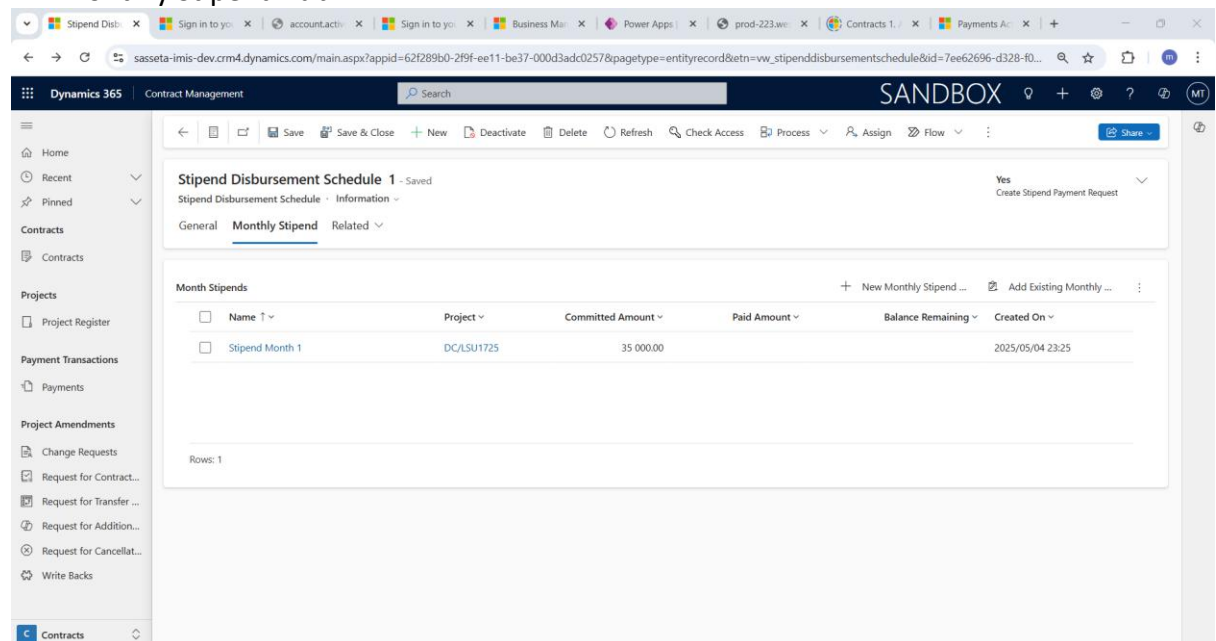 Stipend Disb
Sign in to yo
account.activ
Sign in to yo
Business Ma
Power Apps
prod-223.we
Contracts 1.
Payments Ac
sasseta-imis-dev.crm4.dynamics.com/main.aspx?appid=62f289b0-2f9f-ee11-be37-000d3adc0257&pagetype=entityrecord&etn=vw_stipenddisbursementschedule&id=7ee62696-d328-f0...
m
Dynamics 365 Contract Management
Search
SANDBOX
MT
Save
Save & Close
New
Deactivate
Delete
Refresh
Check Access
Process
Assign
Flow
Share
Home
Recent
Pinned
Contracts
Contracts
Projects
Project Register
Payment Transactions
Payments
Project Amendments
Change Requests
Request for Contract...
Request for Transfer ...
Request for Addition...
Request for Cancellat...
Write Backs
C Contracts
Stipend Disbursement Schedule 1 - Saved
Stipend Disbursement Schedule · Information
Yes
Create Stipend Payment Request
General Monthly Stipend Related
Month Stipends
New Monthly Stipend ...
Add Existing Monthly ...
Name Project Committed Amount Paid Amount Balance Remaining Created On
Stipend Month 1 DC/LSU1725 35 000.00 2025/05/04 23:25
Rows: 1